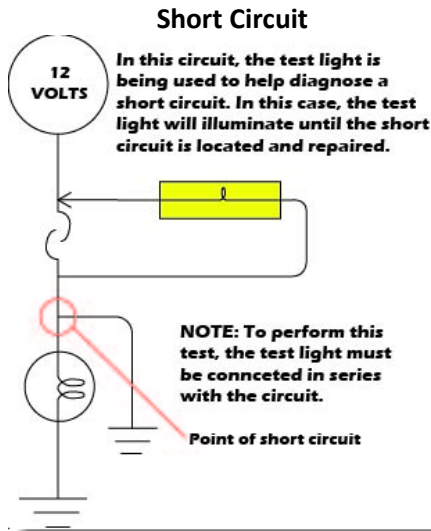 Short Circuit
12
VOLTS
In this circuit, the test light is
being used to help diagnose a
short circuit. In this case, the test
light will illuminate until the short
circuit is located and repaired.
NOTE: To perform this
test, the test light must
be connceted in series
with the circuit.
Point of short circuit